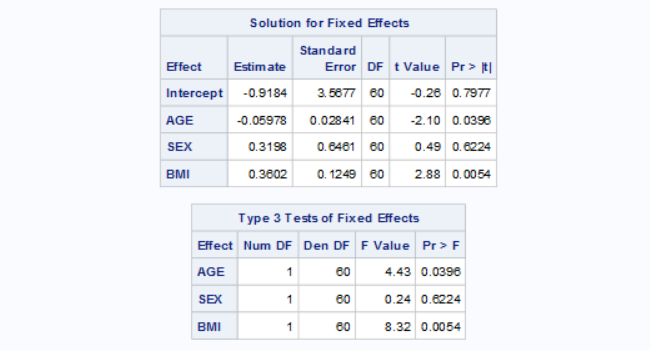 Solution for Fixed Effects
Effect Estimate Standard Error DF t Value Pr > |t|
Intercept -0.9184 3.5677 60 -0.26 0.7977
AGE -0.05978 0.02841 60 -2.10 0.0396
SEX 0.3198 0.6461 60 0.49 0.6224
BMI 0.3602 0.1249 60 2.88 0.0054
Type 3 Tests of Fixed Effects
Effect Num DF Den DF F Value Pr > F
AGE 1 60 4.43 0.0396
SEX 1 60 0.24 0.6224
BMI 1 60 8.32 0.0054